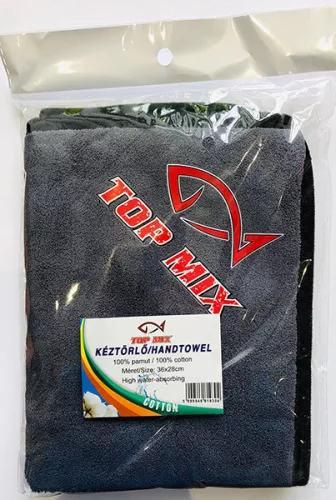 TOP MIX
TOP MIX
KÉZTÖRLŐ/HANDTOWEL
100% pamut / 100% cotton
Méret/Size: 36x28cm
High water-absorbing
COTTON